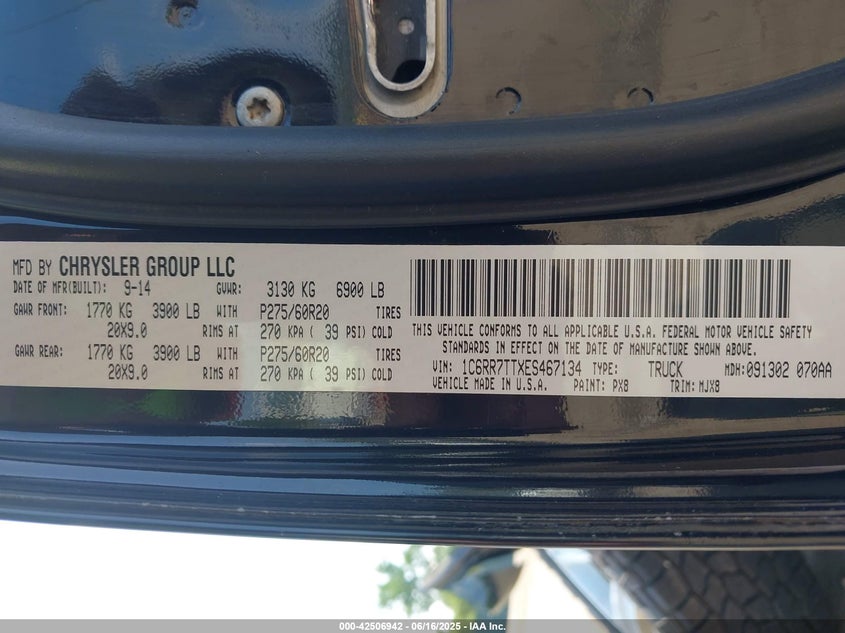 MFD BY CHRYSLER GROUP LLC
DATE OF MFR(BUILT): 9-14 GVWR: 3130 KG 6900 LB
GAWR FRONT: 1770 KG 3900 LB WITH P275/60R20 TIRES
20X9.0 RIMS AT 270 KPA ( 39 PSI) COLD
GAWR REAR: 1770 KG 3900 LB WITH P275/60R20 TIRES
20X9.0 RIMS AT 270 KPA ( 39 PSI) COLD
THIS VEHICLE CONFORMS TO ALL APPLICABLE U.S.A. FEDERAL MOTOR VEHICLE SAFETY
STANDARDS IN EFFECT ON THE DATE OF MANUFACTURE SHOWN ABOVE.
VIN: 1C6RR7TTXES467134 TYPE: TRUCK MDH: 091302 070AA
VEHICLE MADE IN U.S.A. PAINT: PX8 TRIM: MJX8
000-42506942 - 06/16/2025 - IAA Inc.